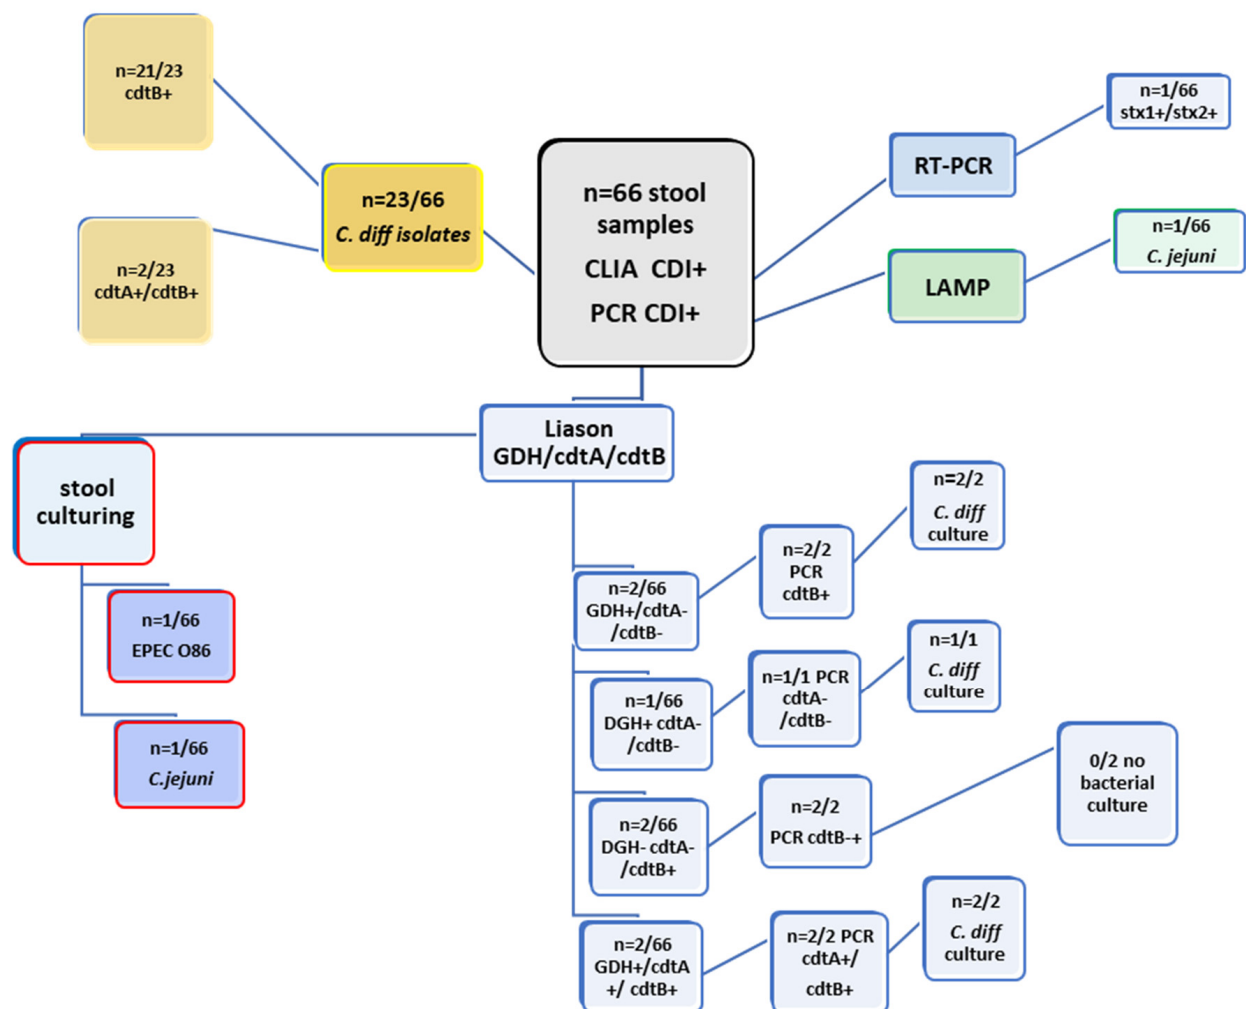 n=21/23
cdtB+
n=2/23
cdtA+/cdtB+
n=23/66
C. diff isolates
n=66 stool
samples
CLIA CDI+
PCR CDI+
RT-PCR
n=1/66
stx1+/stx2+
LAMP
n=1/66
C. jejuni
Liason
GDH/cdtA/cdtB
stool
culturing
n=1/66
EPEC O86
n=1/66
C.jejuni
n=2/66
GDH+/cdtA-
/cdtB-
n=2/2
PCR
cdtB+
n=2/2
C. diff
culture
n=1/66
DGH+ cdtA-
/cdtB-
n=1/1 PCR
cdtA-
/cdtB-
n=1/1
C. diff
culture
n=2/66
DGH- cdtA-
/cdtB+
n=2/2
PCR cdtB-+
0/2 no
bacterial
culture
n=2/66
GDH+/cdtA
+/ cdtB+
n=2/2 PCR
cdtA+/
cdtB+
n=2/2
C. diff
culture